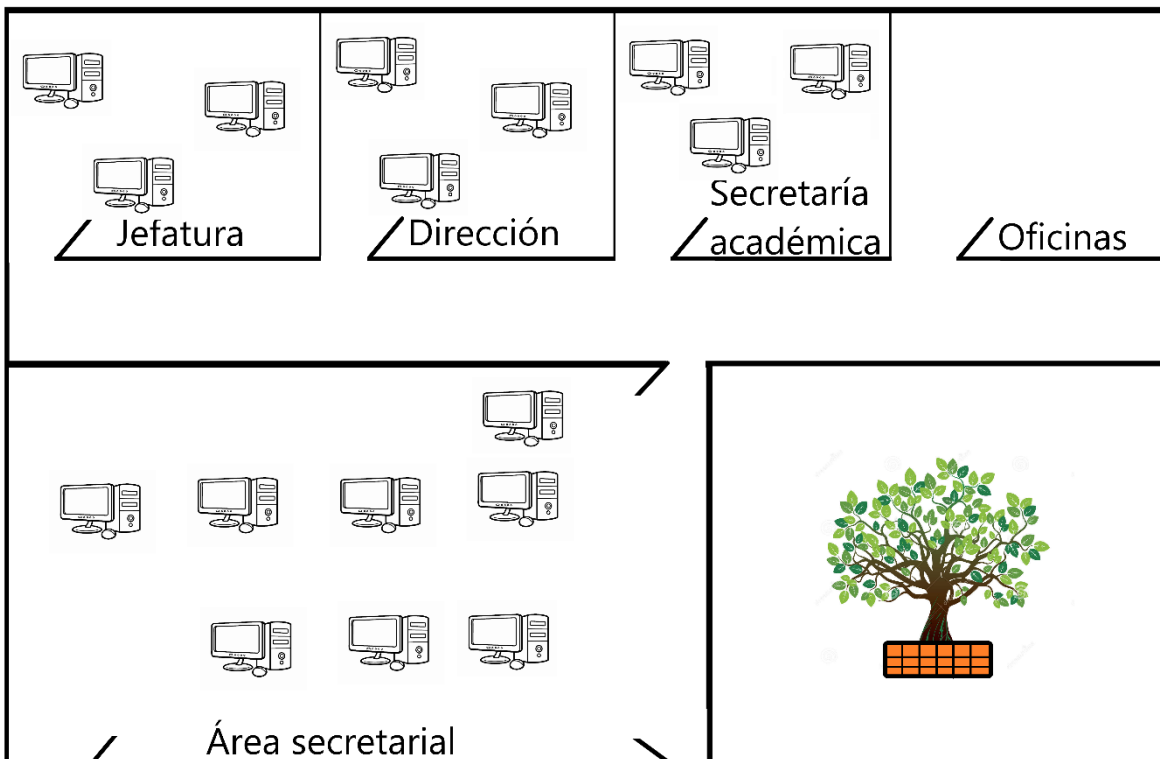 Jefatura
Dirección
Secretaría
académica
Oficinas
Área secretarial